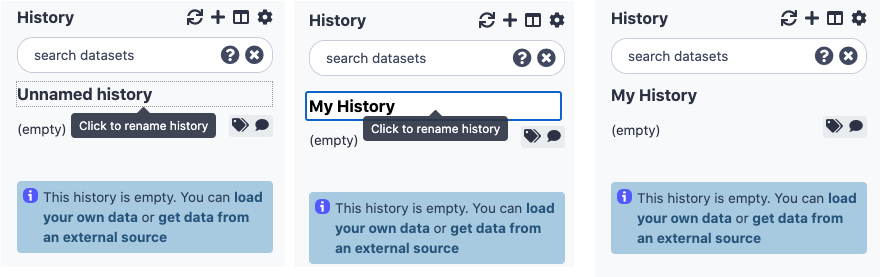 History
search datasets
Unnamed history
Click to rename history
(empty)
This history is empty. You can load
your own data or get data from
an external source
History
search datasets
My History
Click to rename history
(empty)
This history is empty. You can load
your own data or get data from
an external source
History
search datasets
My History
(empty)
This history is empty. You can load
your own data or get data from
an external source